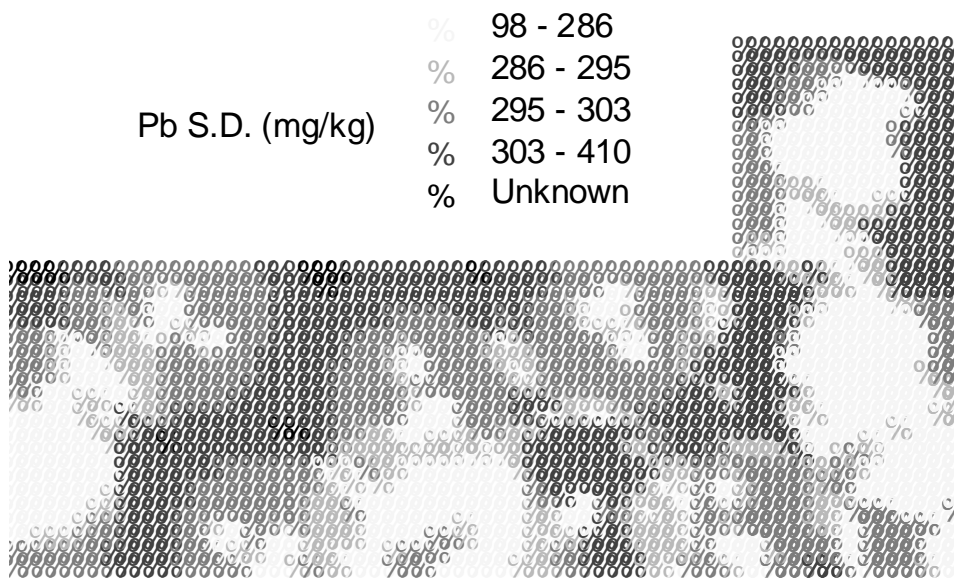 % 98 - 286
% 286 - 295
Pb S.D. (mg/kg)
% 295 - 303
% 303 - 410
% Unknown